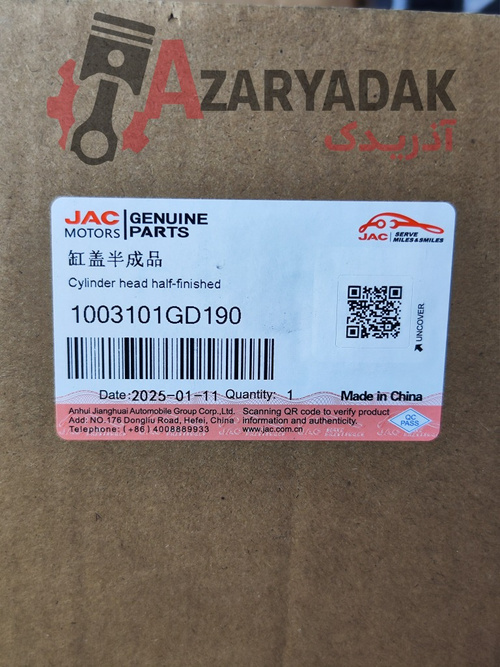 AZARYADAK
آذریدک
JAC MOTORS GENUINE PARTS
JAC SERVE MILES&SMILES
缸盖半成品
Cylinder head half-finished
1003101GD190
UNCOVER
Date:2025-01-11 Quantity: 1 Made in China
Anhui Jianghuai Automobile Group Corp.,Ltd.
Add: NO.176 Dongliu Road, Hefei, China
Telephone: (+86) 4008889933
Scanning QR code to verify product
information and authenticity.
www.jac.com.cn
QC
PASS